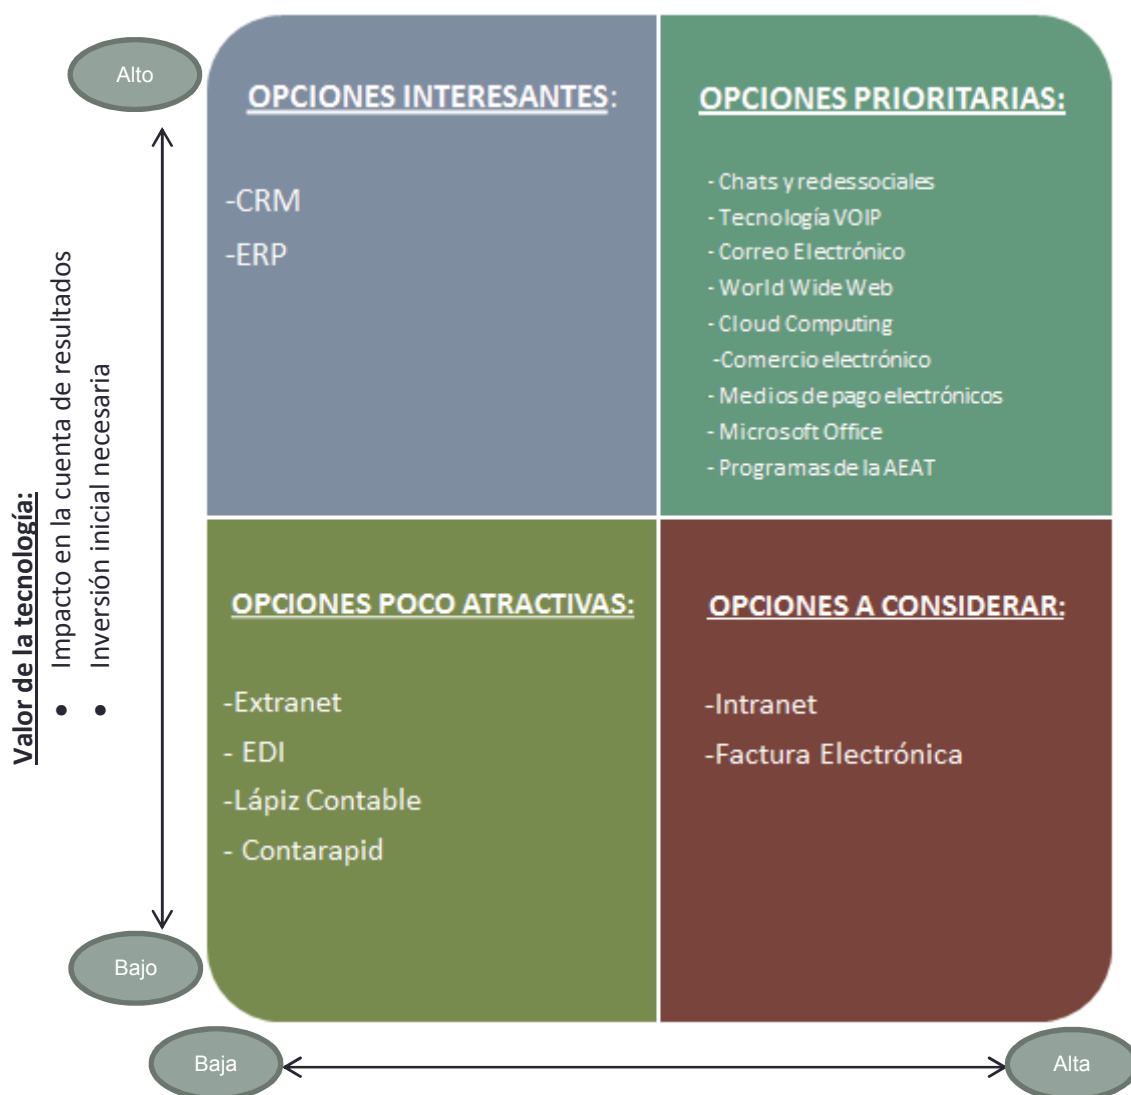 Alto
OPCIONES INTERESANTES:
-CRM
-ERP
OPCIONES PRIORITARIAS:
- Chats y redessociales
- Tecnología VOIP
- Correo Electrónico
- World Wide Web
- Cloud Computing
-Comercio electrónico
- Medios de pago electrónicos
- Microsoft Office
- Programas de la AEAT
Valor de la tecnología:
• Impacto en la cuenta de resultados
• Inversión inicial necesaria
OPCIONES POCO ATRACTIVAS:
-Extranet
- EDI
-Lápiz Contable
- Contarapid
OPCIONES A CONSIDERAR:
-Intranet
-Factura Electrónica
Bajo
Baja
Alta